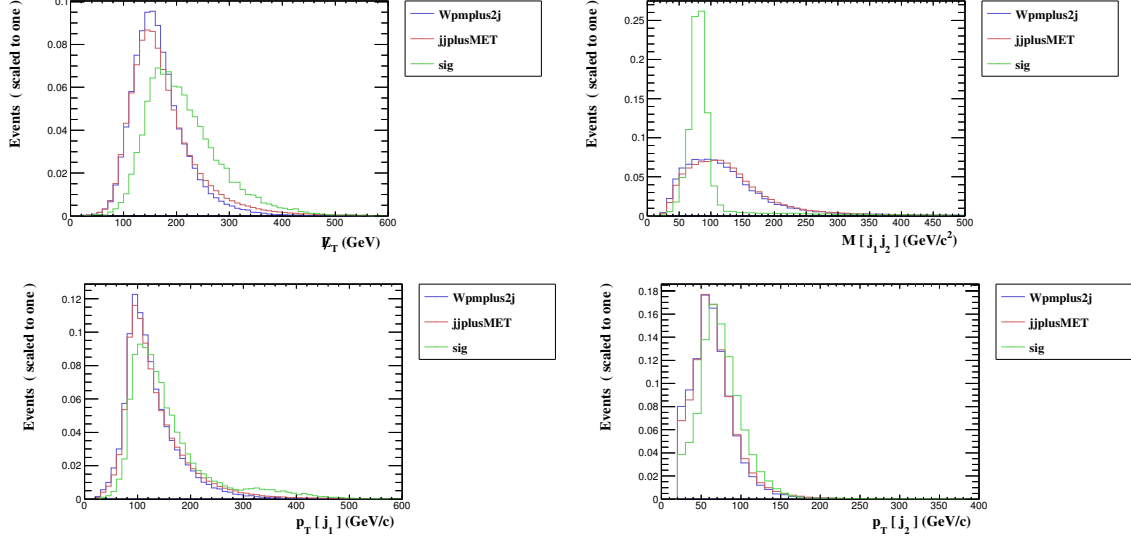 0.1
0.08
0.06
0.04
0.02
0
0 100 200 300 400 500 600
Events ( scaled to one )
E̸T (GeV)
Wpmplus2j
jjplusMET
sig
0.25
0.2
0.15
0.1
0.05
0
0 50 100 150 200 250 300 350 400 450 500
Events ( scaled to one )
M [ j1 j2 ] (GeV/c²)
Wpmplus2j
jjplusMET
sig
0.12
0.1
0.08
0.06
0.04
0.02
0
0 100 200 300 400 500 600
Events ( scaled to one )
pT [ j1 ] (GeV/c)
Wpmplus2j
jjplusMET
sig
0.18
0.16
0.14
0.12
0.1
0.08
0.06
0.04
0.02
0
0 50 100 150 200 250 300 350 400
Events ( scaled to one )
pT [ j2 ] (GeV/c)
Wpmplus2j
jjplusMET
sig